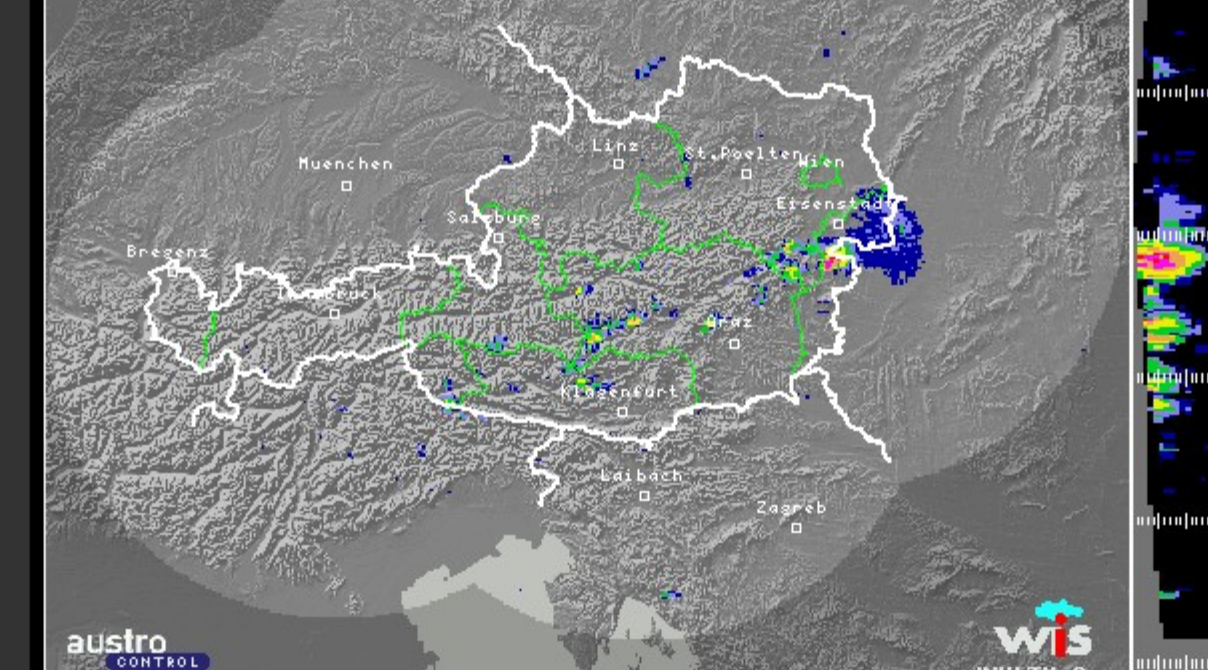 Linz
St.Poelten
Wien
Muenchen
Eisenstadt
Salzburg
Bregenz
Innsbruck
Graz
Klagenfurt
Laibach
Zagreb
austro
CONTROL
wis